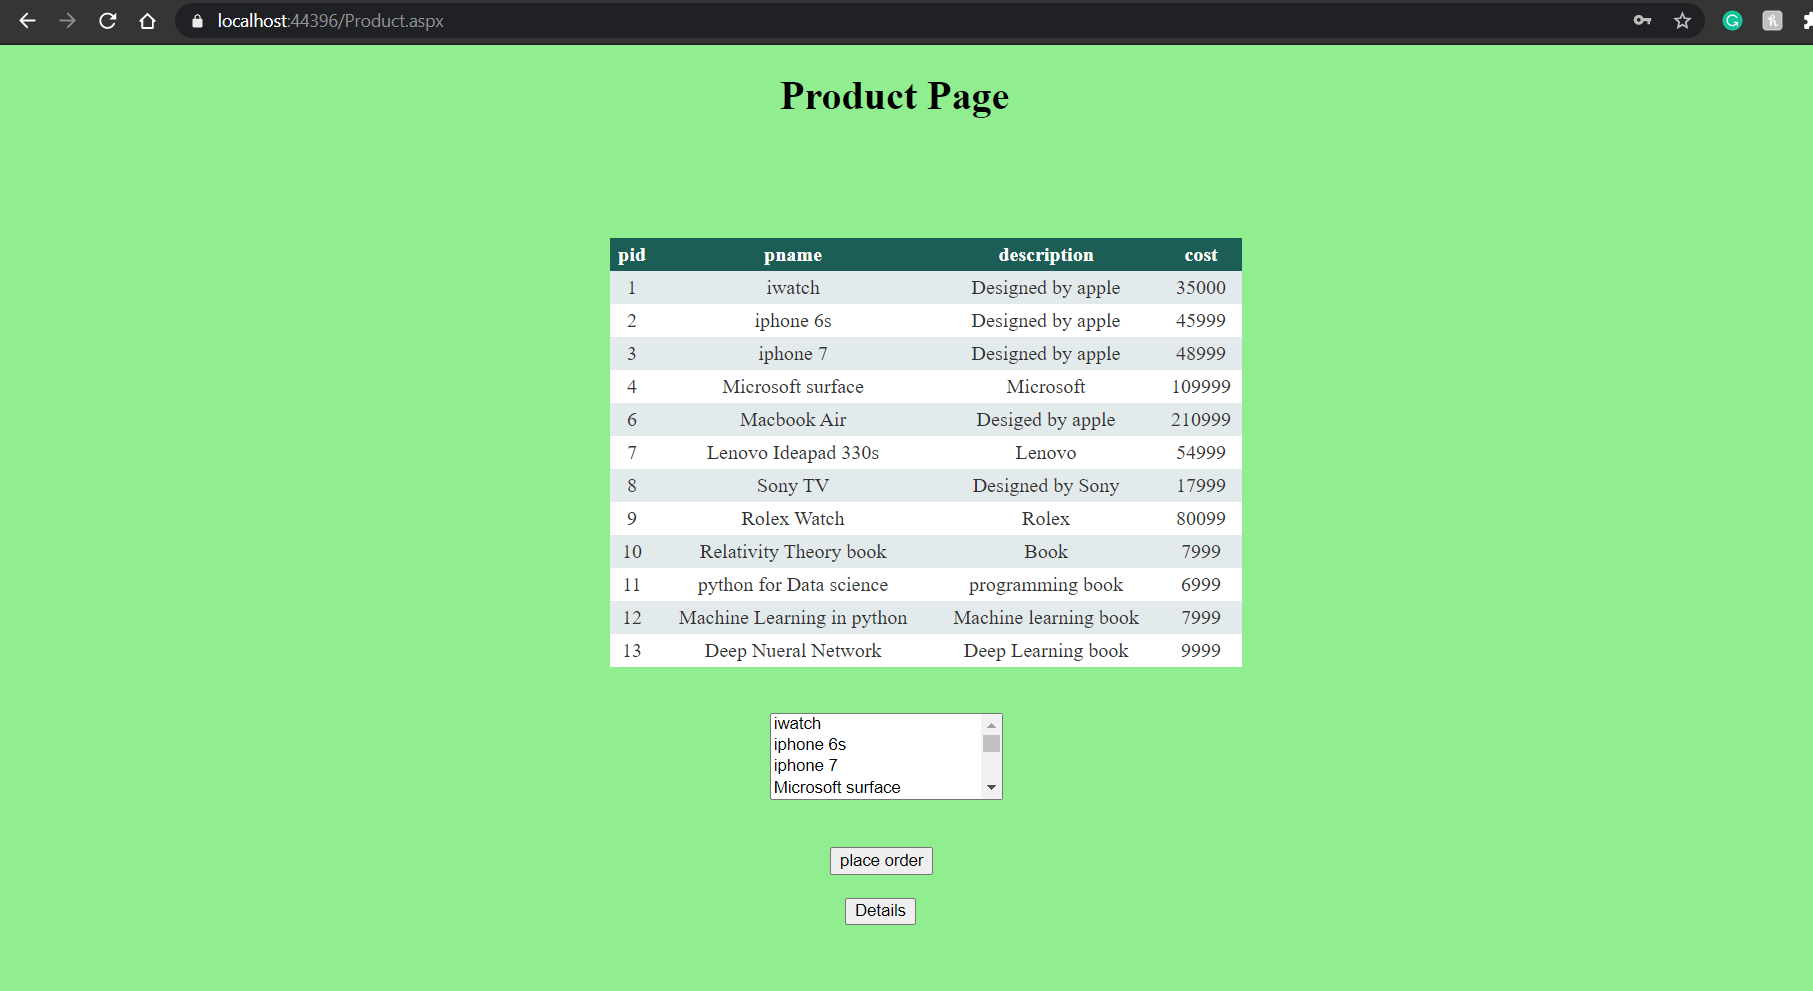 localhost:44396/Product.aspx
Product Page
pid pname description cost
1 iwatch Designed by apple 35000
2 iphone 6s Designed by apple 45999
3 iphone 7 Designed by apple 48999
4 Microsoft surface Microsoft 109999
6 Macbook Air Desiged by apple 210999
7 Lenovo Ideapad 330s Lenovo 54999
8 Sony TV Designed by Sony 17999
9 Rolex Watch Rolex 80099
10 Relativity Theory book Book 7999
11 python for Data science programming book 6999
12 Machine Learning in python Machine learning book 7999
13 Deep Nueral Network Deep Learning book 9999
iwatch
iphone 6s
iphone 7
Microsoft surface
place order
Details